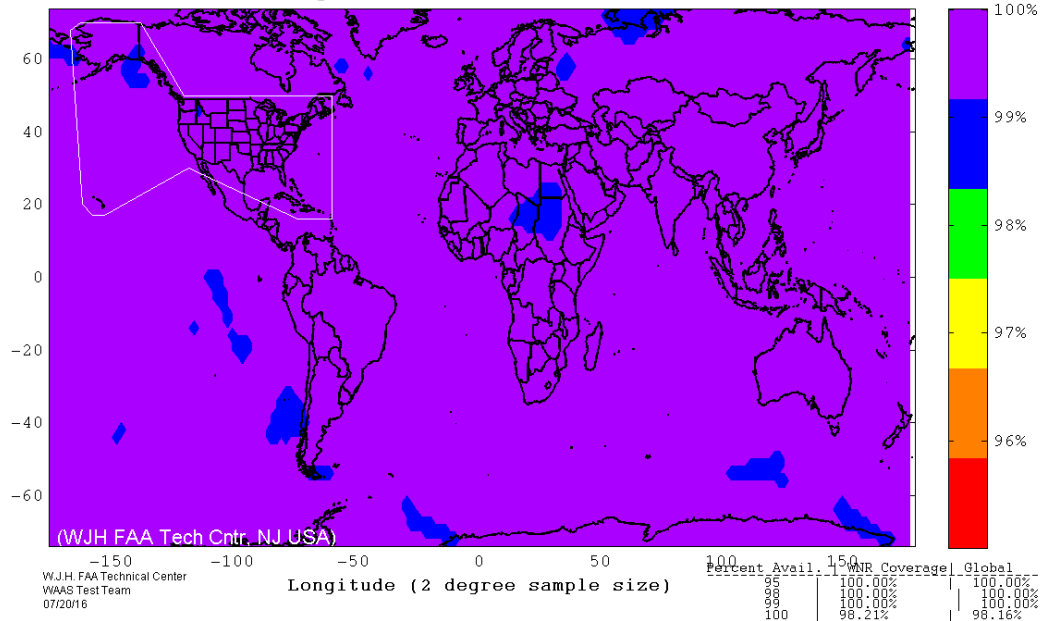 100%
99%
98%
97%
96%
60
40
20
0
-20
-40
-60
(WJH FAA Tech Cntr, NJ USA)
-150 -100 -50 0 50 100 150
W.J.H. FAA Technical Center
WAAS Test Team
07/20/16
Longitude (2 degree sample size)
Percent Avail. | WNR Coverage| Global
95 | 100.00% | 100.00%
98 | 100.00% | 100.00%
99 | 100.00% | 100.00%
100 | 98.21% | 98.16%